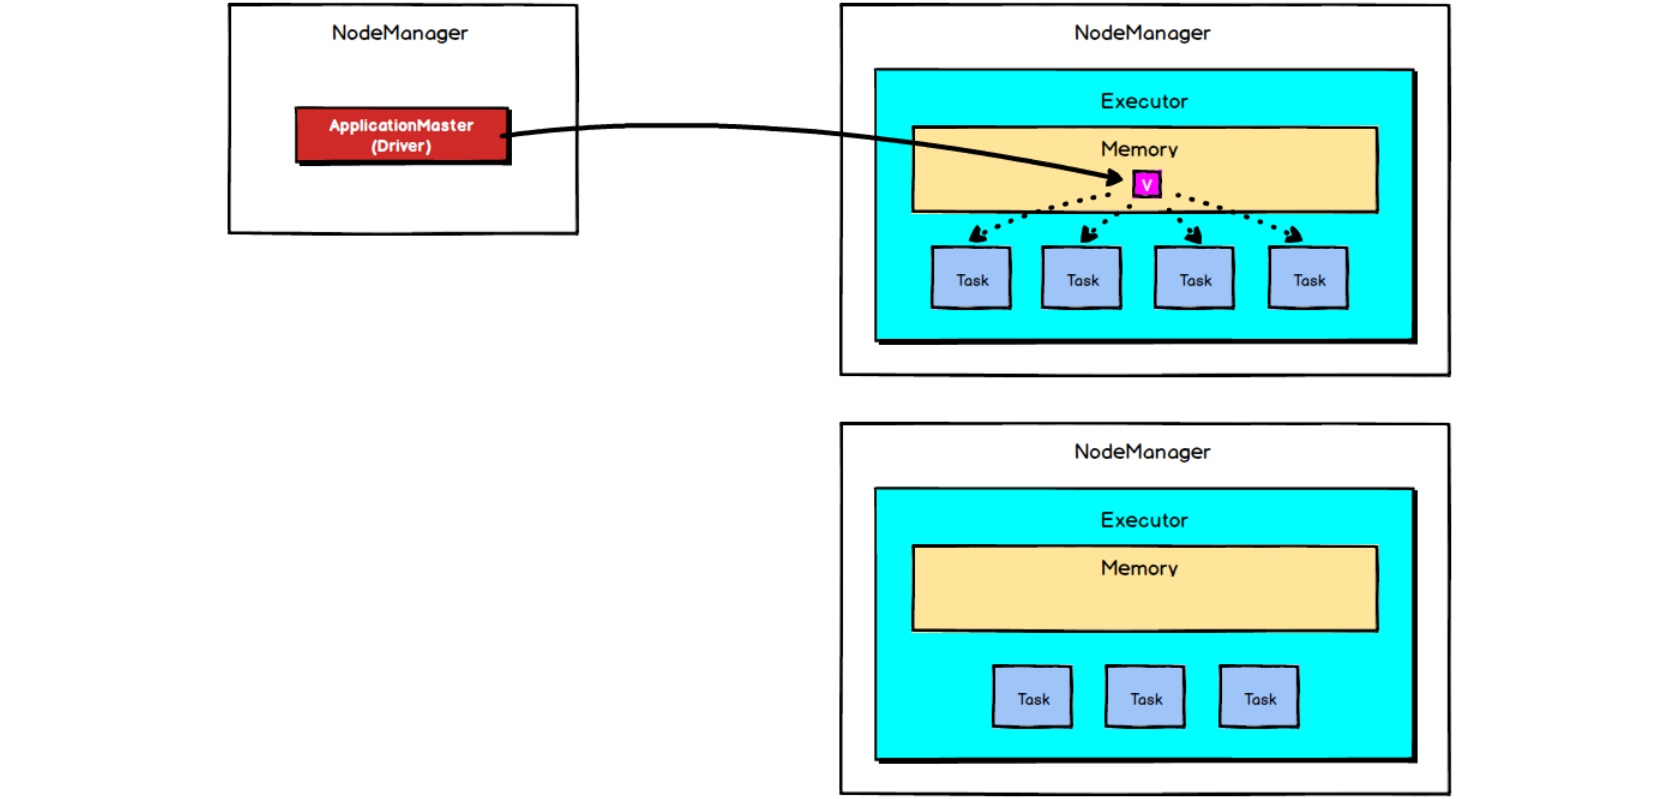 NodeManager
ApplicationMaster
(Driver)
NodeManager
Executor
Memory
V
Task
Task
Task
Task
NodeManager
Executor
Memory
Task
Task
Task